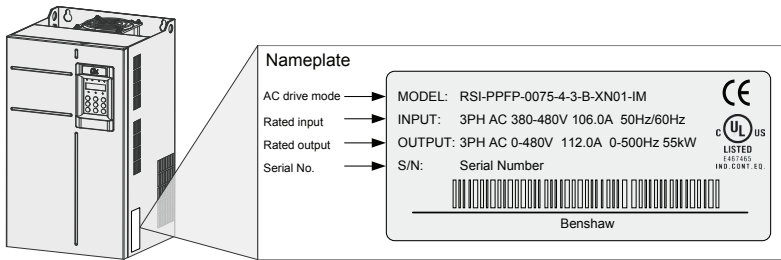 Nameplate
AC drive mode
Rated input
Rated output
Serial No.
MODEL: RSI-PPFP-0075-4-3-B-XN01-IM
INPUT: 3PH AC 380-480V 106.0A 50Hz/60Hz
OUTPUT: 3PH AC 0-480V 112.0A 0-500Hz 55kW
S/N: Serial Number
CE
C UL US
LISTED
E467465
IND.CONT.EQ.
Benshaw